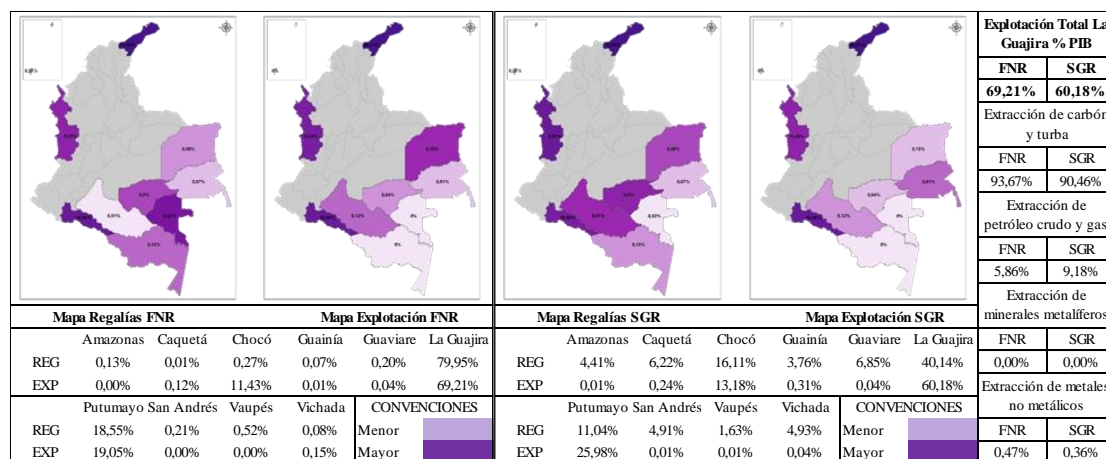 Explotación Total La
Guajira % PIB
FNR SGR
69,21% 60,18%
Extracción de carbón
y turba
FNR SGR
93,67% 90,46%
Extracción de
petróleo crudo y gas
FNR SGR
5,86% 9,18%
Extracción de
minerales metalíferos
FNR SGR
0,00% 0,00%
Extracción de metales
no metálicos
FNR SGR
0,47% 0,36%
Mapa Regalías FNR Mapa Explotación FNR
Amazonas Caquetá Chocó Guainía Guaviare La Guajira
REG 0,13% 0,01% 0,27% 0,07% 0,20% 79,95%
EXP 0,00% 0,12% 11,43% 0,01% 0,04% 69,21%
Putumayo San Andrés Vaupés Vichada CONVENCIONES
REG 18,55% 0,21% 0,52% 0,08% Menor
EXP 19,05% 0,00% 0,00% 0,15% Mayor
Mapa Regalías SGR Mapa Explotación SGR
Amazonas Caquetá Chocó Guainía Guaviare La Guajira
REG 4,41% 6,22% 16,11% 3,76% 6,85% 40,14%
EXP 0,01% 0,24% 13,18% 0,31% 0,04% 60,18%
Putumayo San Andrés Vaupés Vichada CONVENCIONES
REG 11,04% 4,91% 1,63% 4,93% Menor
EXP 25,98% 0,01% 0,01% 0,04% Mayor